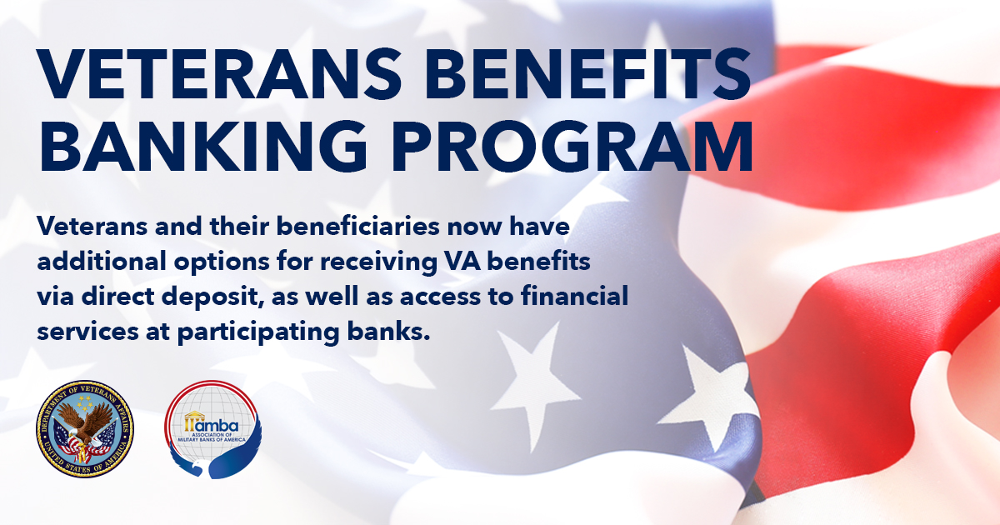 VETERANS BENEFITS
BANKING PROGRAM
Veterans and their beneficiaries now have
additional options for receiving VA benefits
via direct deposit, as well as access to financial
services at participating banks.
DEPARTMENT OF VETERANS AFFAIRS
UNITED STATES OF AMERICA
amba
ASSOCIATION OF
MILITARY BANKS OF AMERICA